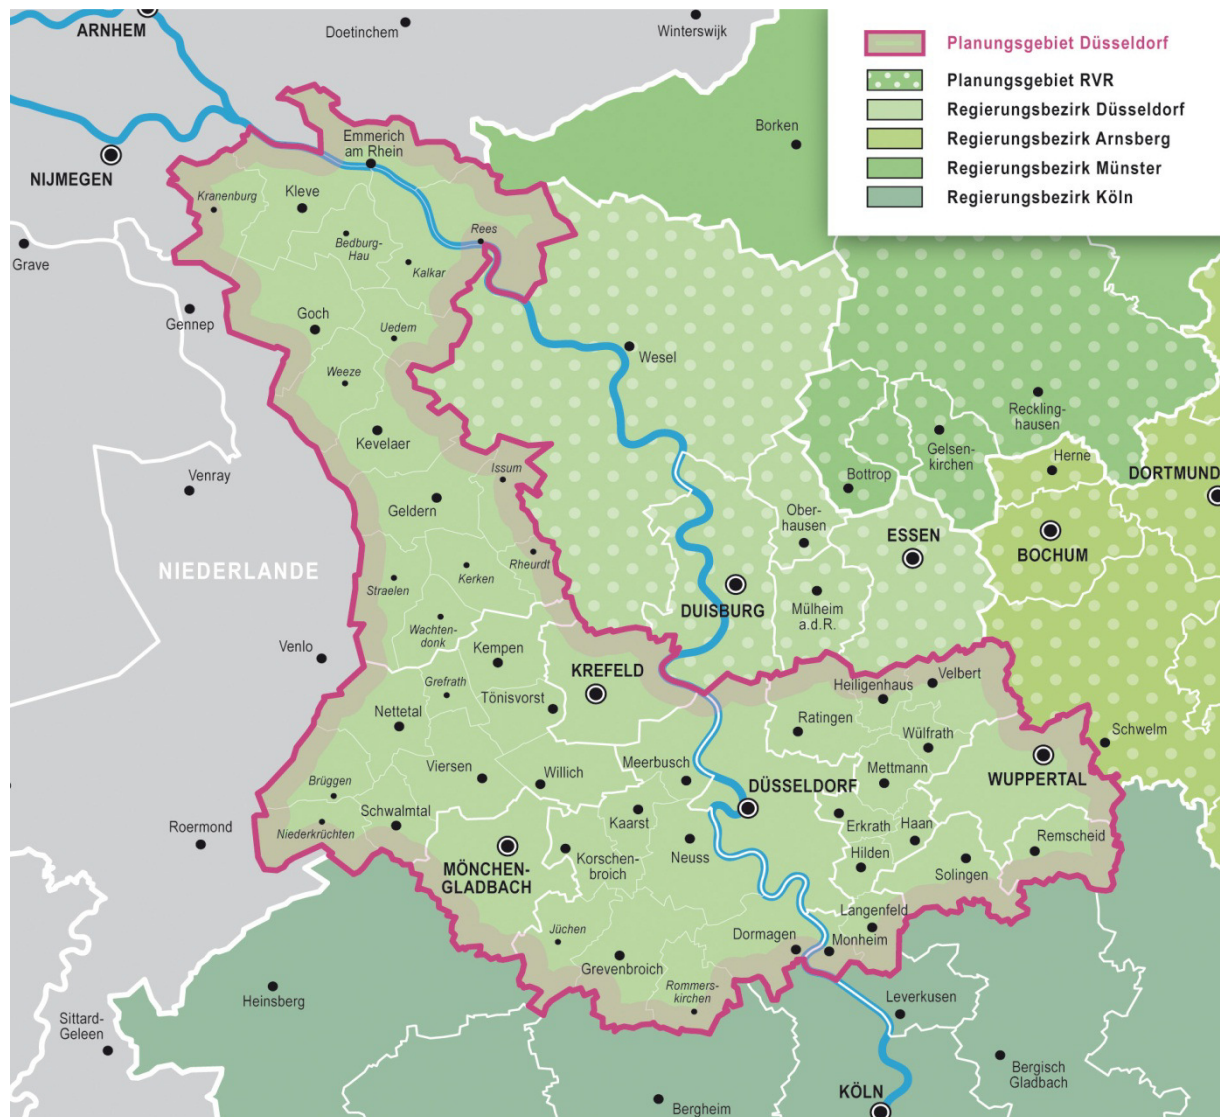 ARNHEM
Doetinchem
Winterswijk
Planungsgebiet Düsseldorf
Planungsgebiet RVR
Regierungsbezirk Düsseldorf
Regierungsbezirk Arnsberg
Regierungsbezirk Münster
Regierungsbezirk Köln
Borken
Emmerich
am Rhein
NIJMEGEN
Kranenburg
Kleve
Bedburg-
Hau
Rees
Kalkar
Grave
Gennep
Goch
Uedem
Weeze
Wesel
Kevelaer
Reckling-
hausen
Gelsen-
kirchen
Herne
DORTMUND
Venray
Issum
Bottrop
Geldern
Ober-
hausen
ESSEN
BOCHUM
NIEDERLANDE
Straelen
Kerken
Rheurdt
DUISBURG
Mülheim
a.d.R.
Wachten-
donk
Venlo
Kempen
KREFELD
Grefrath
Tönisvorst
Heiligenhaus
Velbert
Nettetal
Ratingen
Wülfrath
Schwelm
Viersen
Willich
Meerbusch
Mettmann
WUPPERTAL
Brüggen
DÜSSELDORF
Schwalmtal
Kaarst
Erkrath
Haan
Remscheid
Roermond
Niederkrüchten
MÖNCHEN-
GLADBACH
Korschen-
broich
Neuss
Hilden
Solingen
Langenfeld
Jüchen
Dormagen
Monheim
Grevenbroich
Rommers-
kirchen
Heinsberg
Leverkusen
Sittard-
Geleen
Bergisch
Gladbach
KÖLN
Bergheim